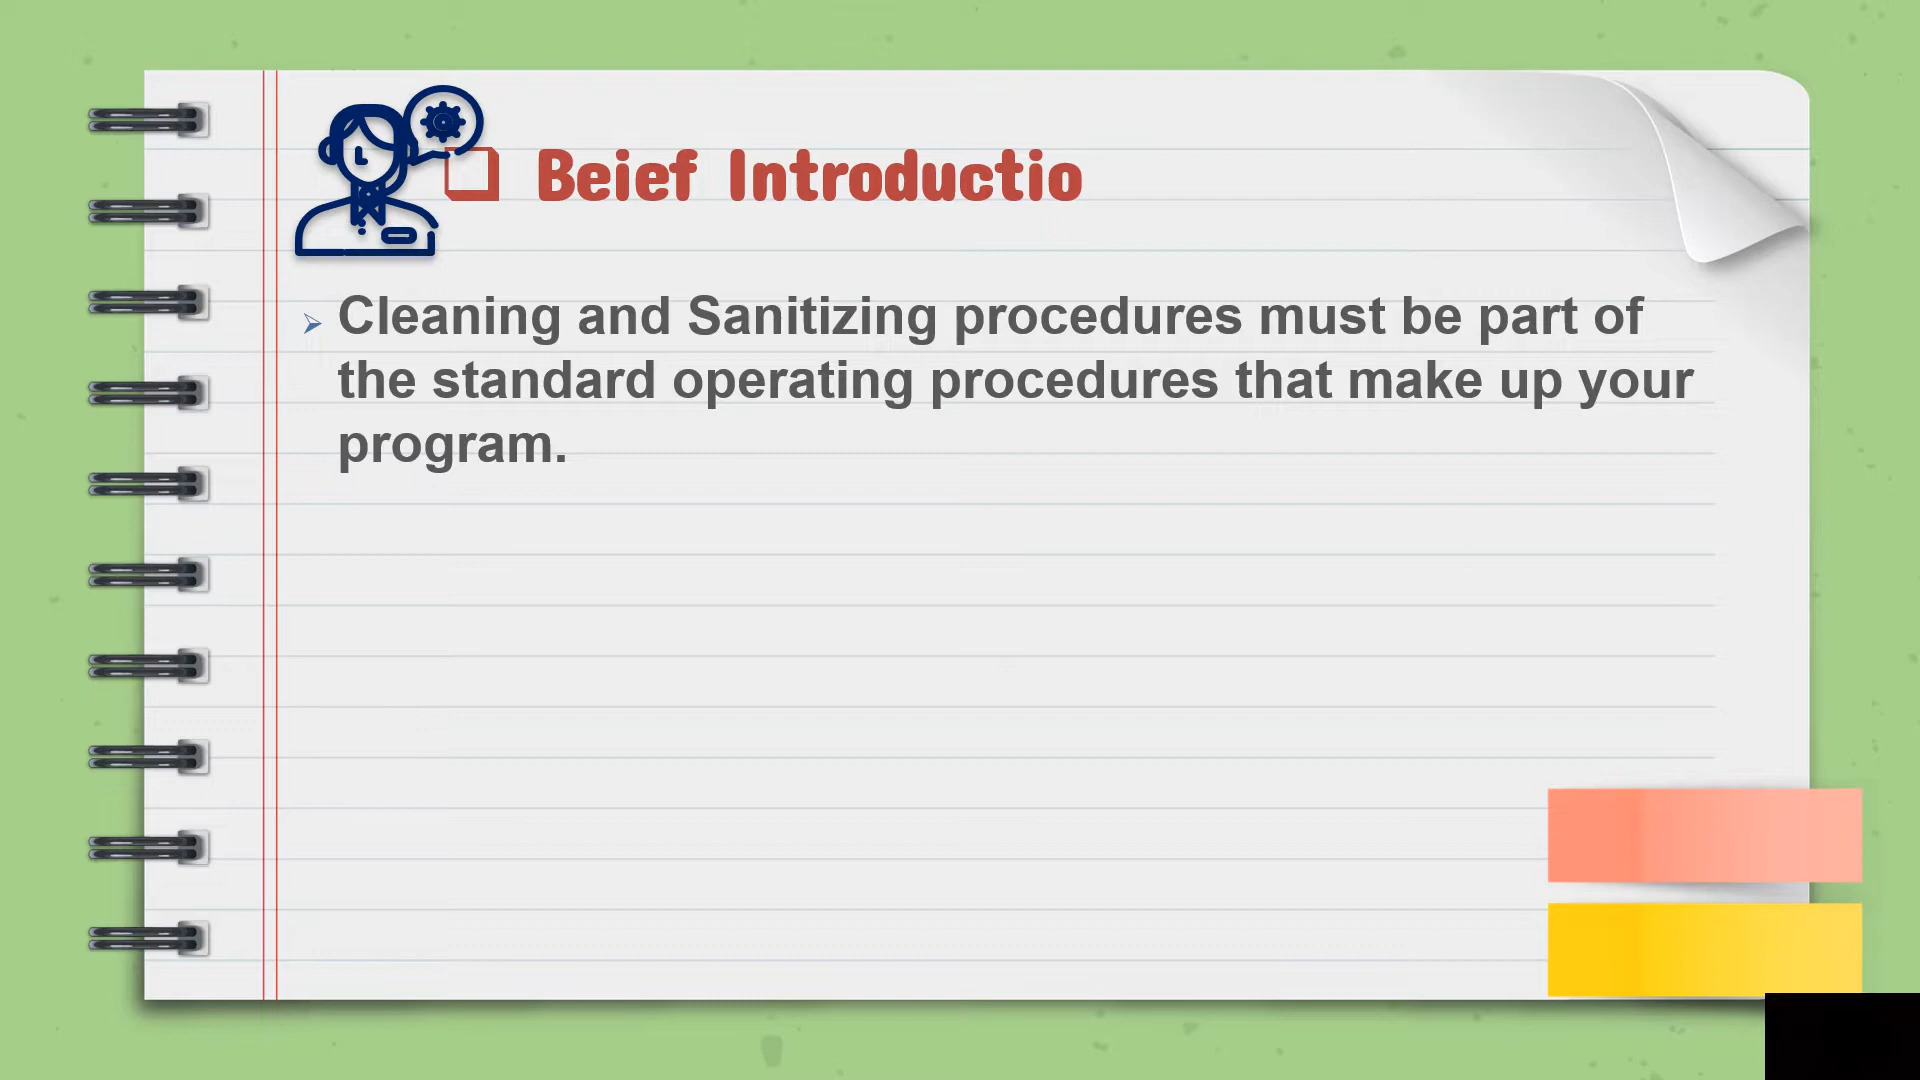 Beief Introductio
Cleaning and Sanitizing procedures must be part of
the standard operating procedures that make up your
program.